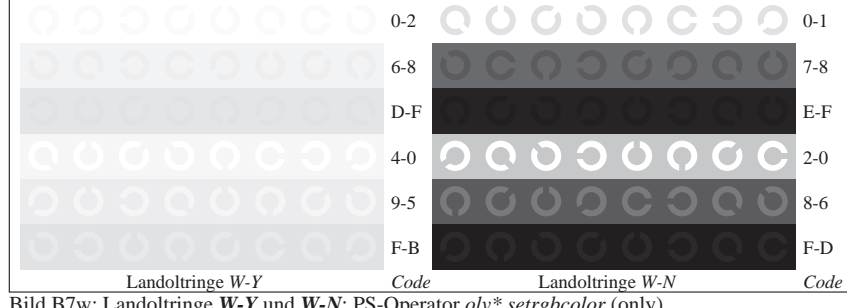 0-2 0-1
6-8 7-8
D-F E-F
4-0 2-0
9-5 8-6
F-B F-D
Landoltringe W-Y Code Landoltringe W-N Code
Bild B7w: Landoltringe W-Y und W-N; PS-Operator olv* setrgbcolor (only)